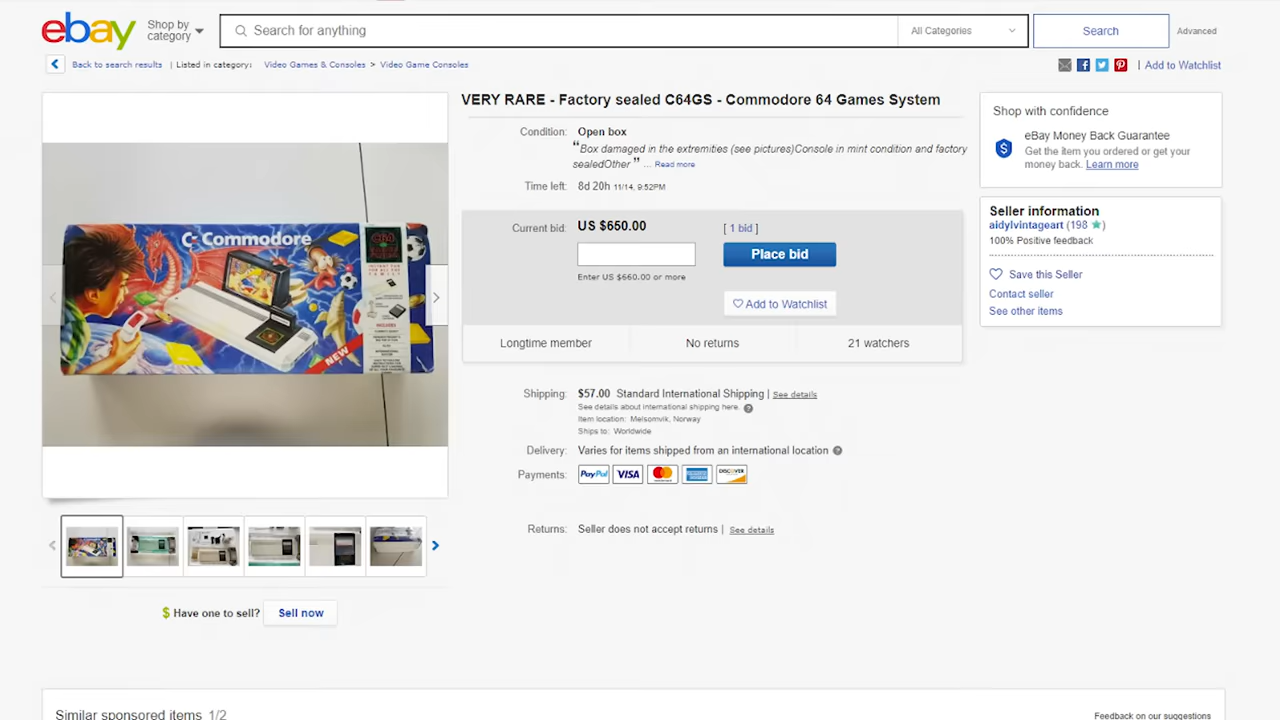 ebay
Shop by category
Search for anything
All Categories
Search
Advanced
Back to search results | Listed in category: Video Games & Consoles > Video Game Consoles
| Add to Watchlist
VERY RARE - Factory sealed C64GS - Commodore 64 Games System
Condition: Open box
“Box damaged in the extremities (see pictures)Console in mint condition and factory
sealedOther ” ... Read more
Time left: 8d 20h 11/14, 9:52PM
Current bid: US $650.00 [ 1 bid ]
Place bid
Enter US $660.00 or more
Add to Watchlist
Longtime member No returns 21 watchers
Shipping: $57.00 Standard International Shipping | See details
See details about international shipping here. ?
Item location: Melsomvik, Norway
Ships to: Worldwide
Delivery: Varies for items shipped from an international location ?
Payments: PayPal VISA MasterCard DISCOVER
Returns: Seller does not accept returns | See details
Shop with confidence
eBay Money Back Guarantee
Get the item you ordered or get your
money back. Learn more
Seller information
aidylvintageart (198 ★)
100% Positive feedback
Save this Seller
Contact seller
See other items
Commodore
NEW
$ Have one to sell? Sell now
Similar sponsored items 1/2
Feedback on our suggestions